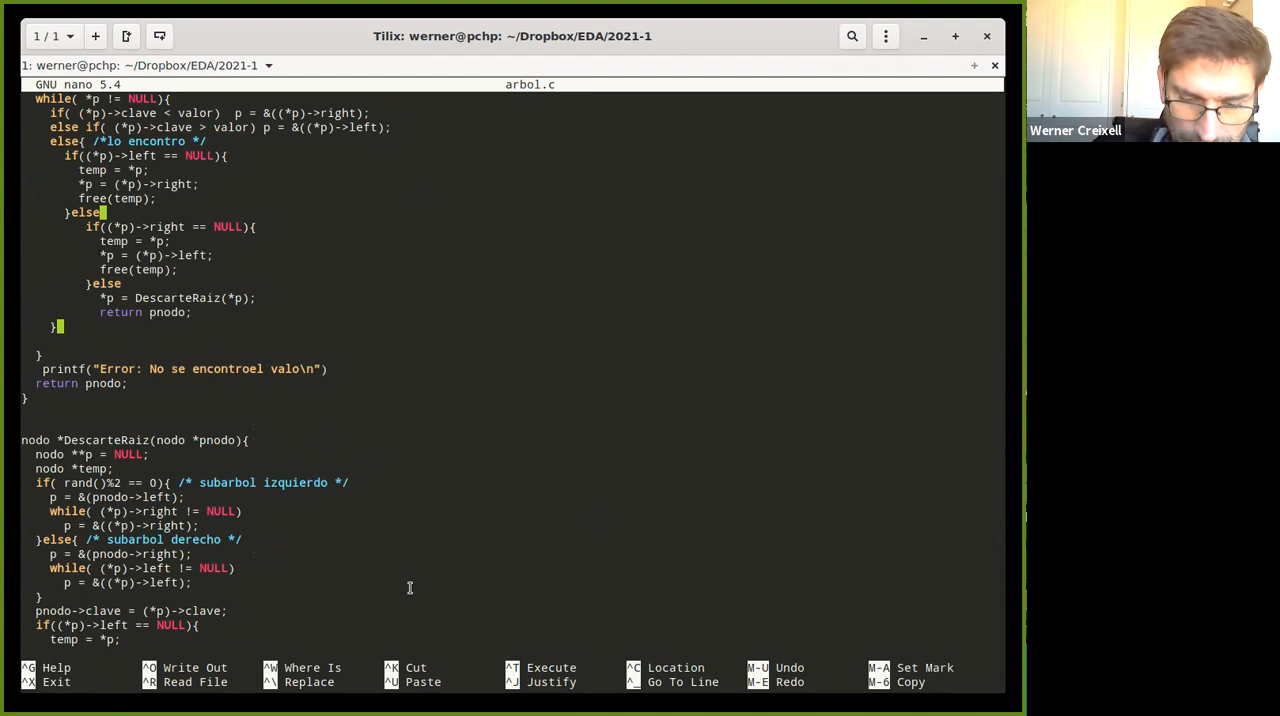 1 / 1
Tilix: werner@pchp: ~/Dropbox/EDA/2021-1
1: werner@pchp: ~/Dropbox/EDA/2021-1
GNU nano 5.4 arbol.c
while( *p != NULL){
if( (*p)->clave < valor) p = &((*p)->right);
else if( (*p)->clave > valor) p = &((*p)->left);
else{ /*lo encontro */
if((*p)->left == NULL){
temp = *p;
*p = (*p)->right;
free(temp);
}else
if((*p)->right == NULL){
temp = *p;
*p = (*p)->left;
free(temp);
}else
*p = DescarteRaiz(*p);
return pnodo;
}
}
printf("Error: No se encontroel valo\n")
return pnodo;
}
nodo *DescarteRaiz(nodo *pnodo){
nodo **p = NULL;
nodo *temp;
if( rand()%2 == 0){ /* subarbol izquierdo */
p = &(pnodo->left);
while( (*p)->right != NULL)
p = &((*p)->right);
}else{ /* subarbol derecho */
p = &(pnodo->right);
while( (*p)->left != NULL)
p = &((*p)->left);
}
pnodo->clave = (*p)->clave;
if((*p)->left == NULL){
temp = *p;
^G Help ^O Write Out ^W Where Is ^K Cut ^T Execute ^C Location M-U Undo M-A Set Mark
^X Exit ^R Read File ^\ Replace ^U Paste ^J Justify ^_ Go To Line M-E Redo M-6 Copy
Werner Creixell